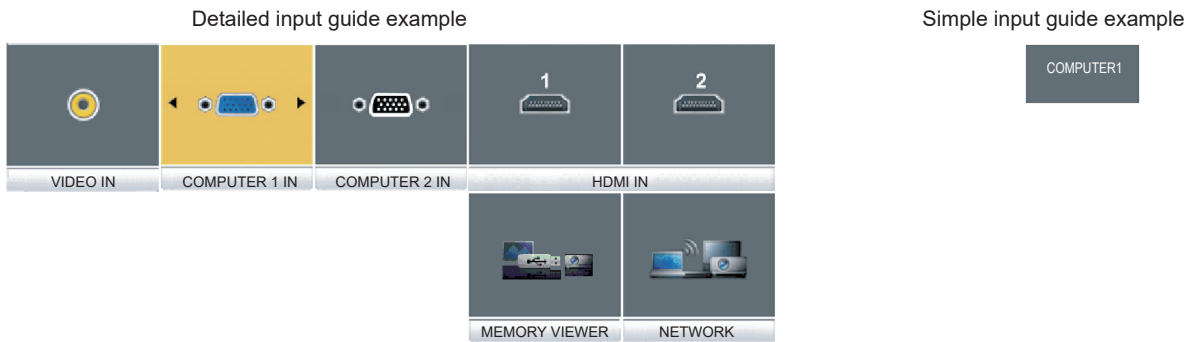 Detailed input guide example
Simple input guide example
COMPUTER1
1
2
VIDEO IN
COMPUTER 1 IN
COMPUTER 2 IN
HDMI IN
MEMORY VIEWER
NETWORK